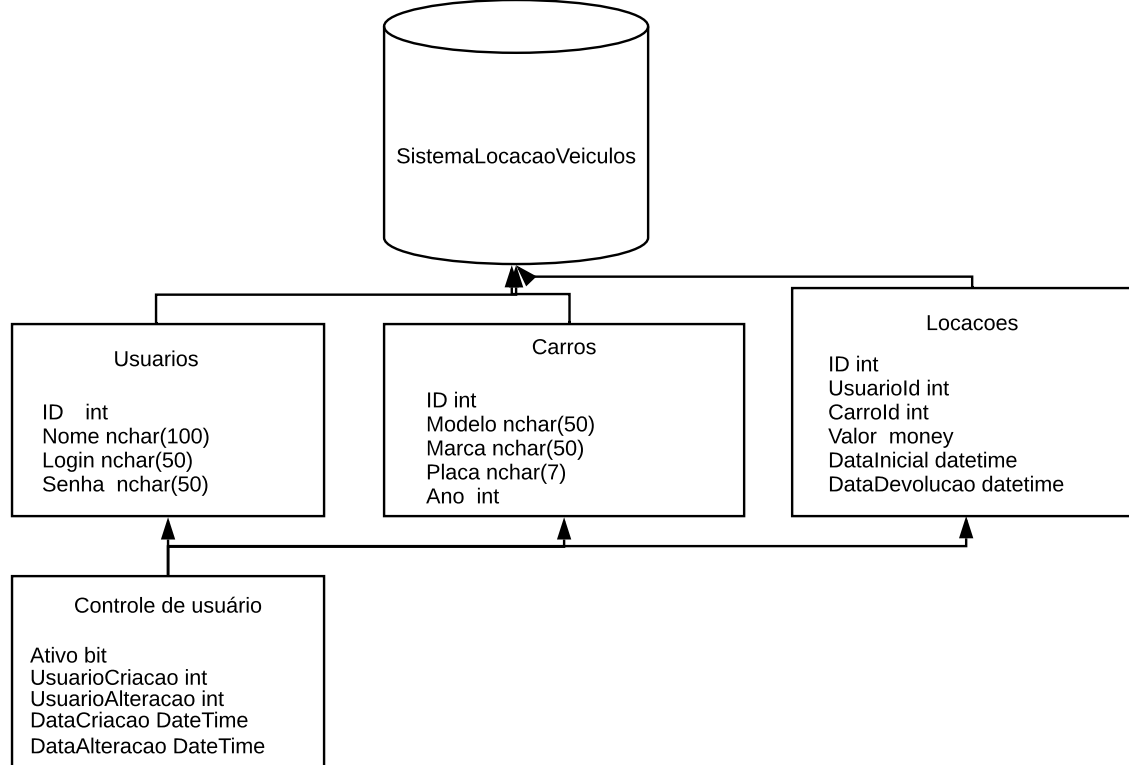 SistemaLocacaoVeiculos
Usuarios
ID int
Nome nchar(100)
Login nchar(50)
Senha nchar(50)
Carros
ID int
Modelo nchar(50)
Marca nchar(50)
Placa nchar(7)
Ano int
Locacoes
ID int
UsuarioId int
CarroId int
Valor money
DataInicial datetime
DataDevolucao datetime
Controle de usuário
Ativo bit
UsuarioCriacao int
UsuarioAlteracao int
DataCriacao DateTime
DataAlteracao DateTime